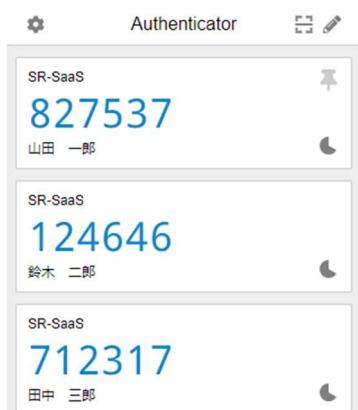 Authenticator
SR-SaaS
827537
山田　一郎
SR-SaaS
124646
鈴木　二郎
SR-SaaS
712317
田中　三郎